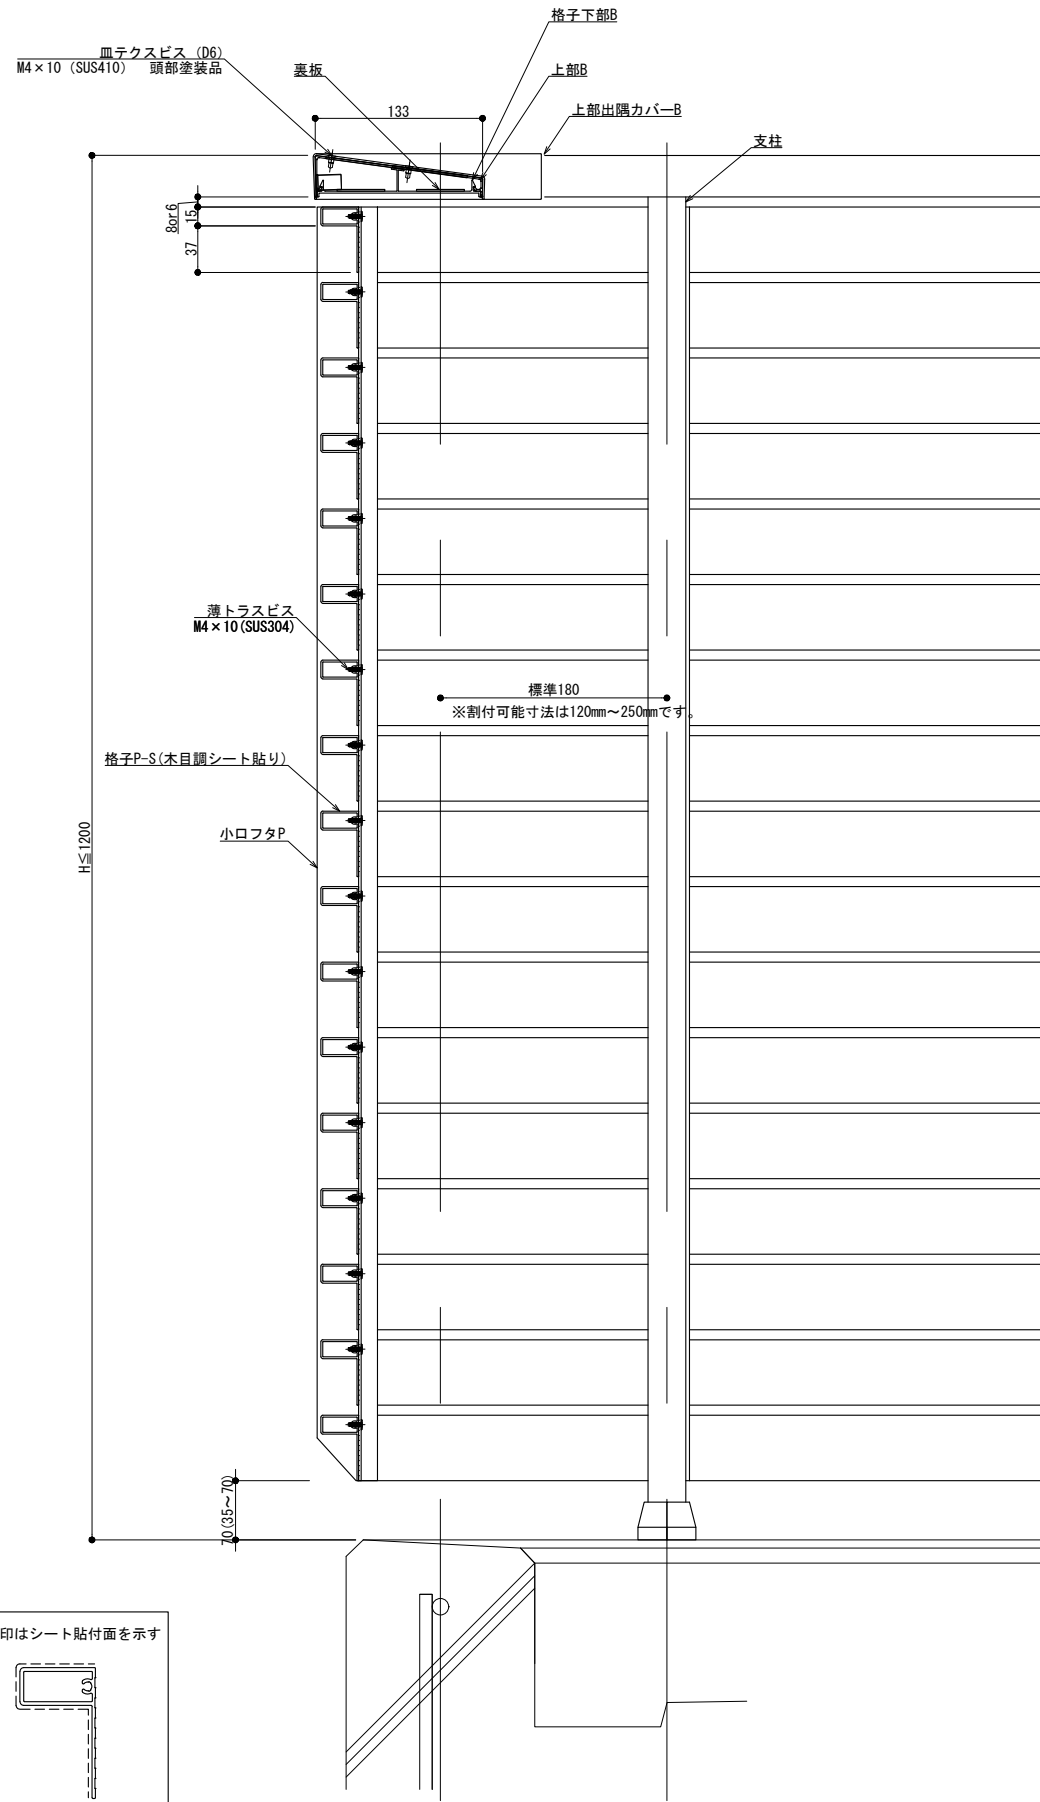 格子下部B
皿テクスビス (D6)
M4×10 (SUS410) 頭部塗装品
裏板
上部B
133
上部出隅カバーB
支柱
8or6
15
37
薄トラスビス
M4×10(SUS304)
標準180
※割付可能寸法は120mm～250mmです。
格子P-S(木目調シート貼り)
小口フタP
H≦1200
70(35～70)
印はシート貼付面を示す